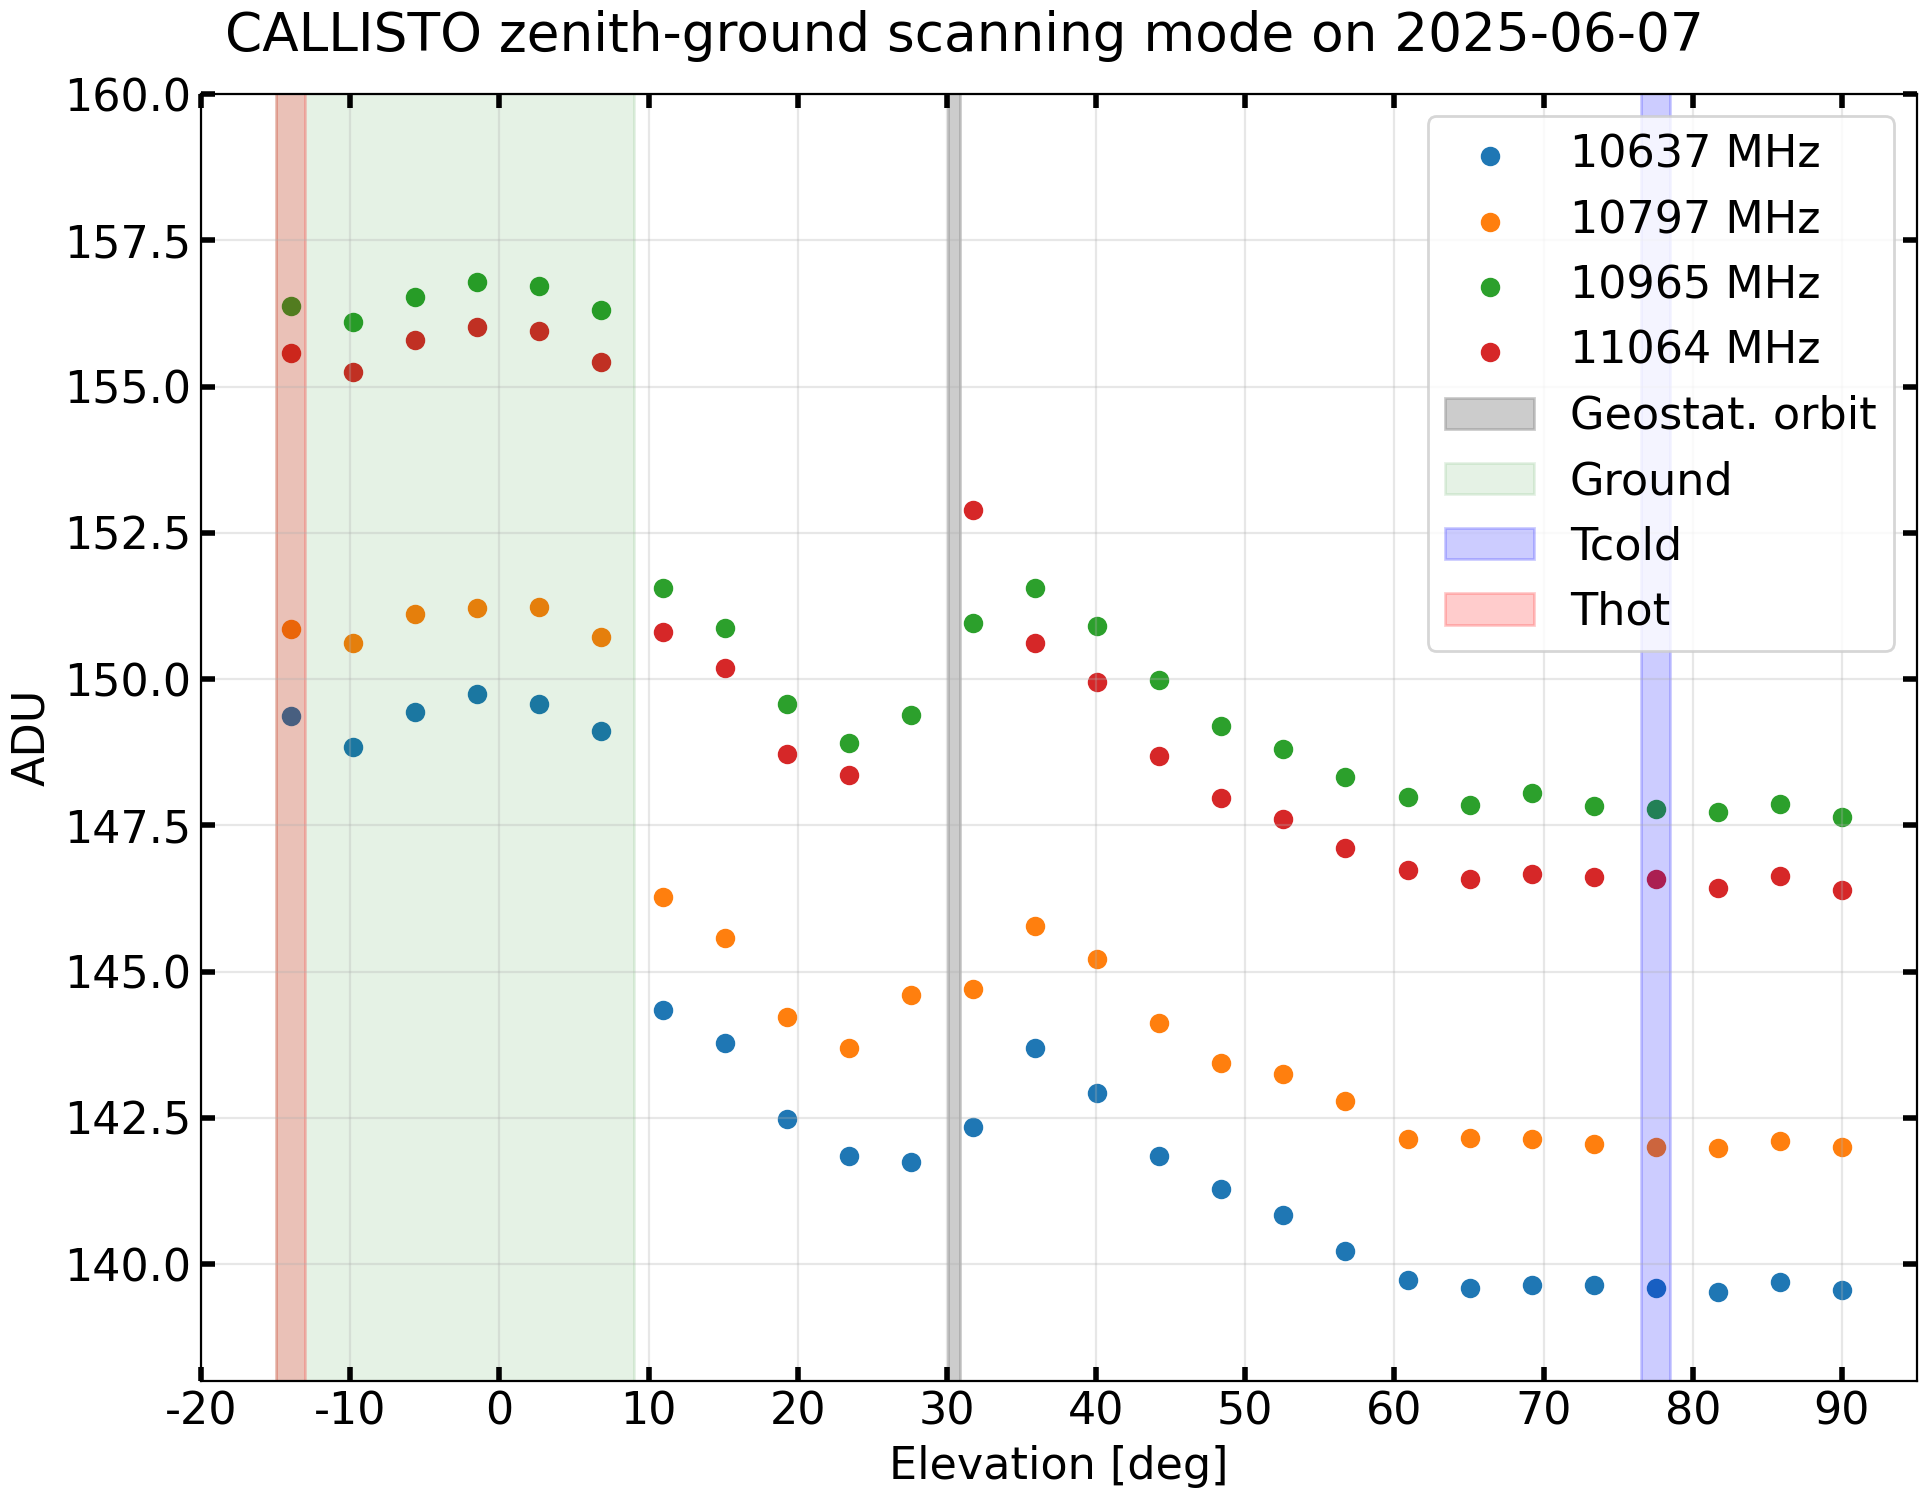 CALLISTO zenith-ground scanning mode on 2025-06-07
160.0
157.5
155.0
152.5
150.0
147.5
145.0
142.5
140.0
ADU
10637 MHz
10797 MHz
10965 MHz
11064 MHz
Geostat. orbit
Ground
Tcold
Thot
-20 -10 0 10 20 30 40 50 60 70 80 90
Elevation [deg]